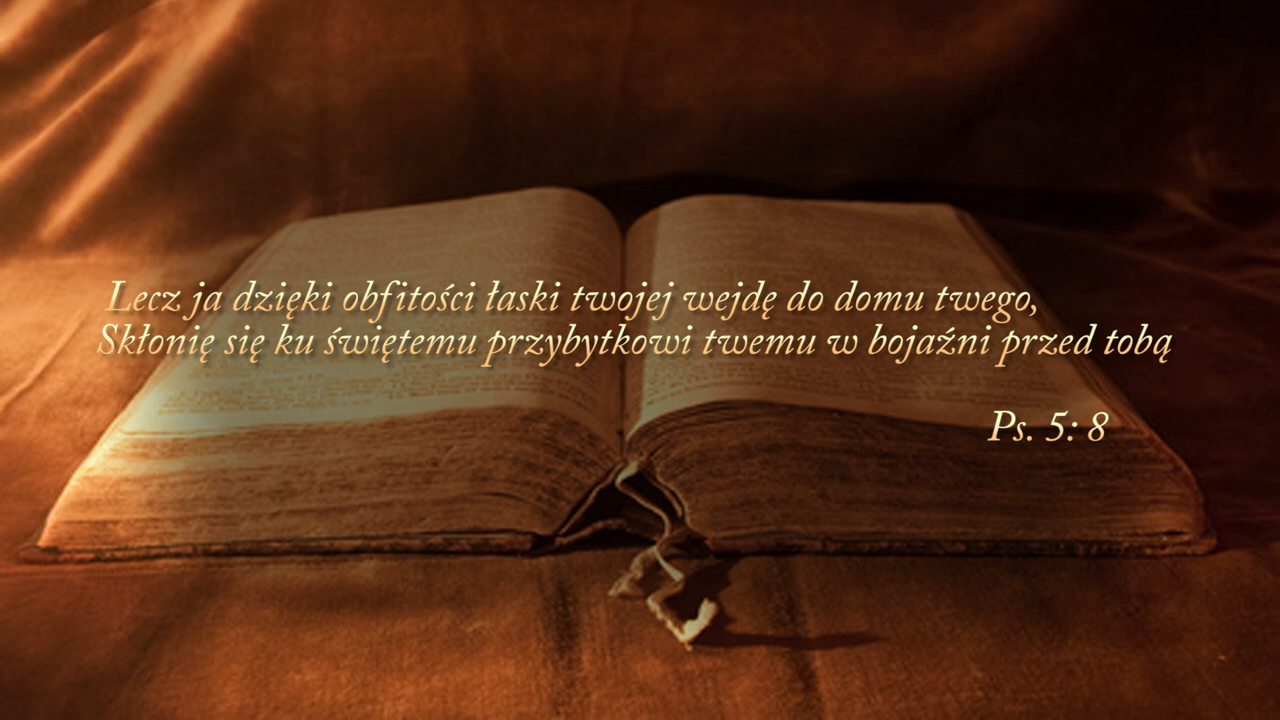 Lecz ja dzięki obfitości łaski twojej wejdę do domu twego,
Skłonię się ku świętemu przybytkowi twemu w bojaźni przed tobą
Ps. 5: 8